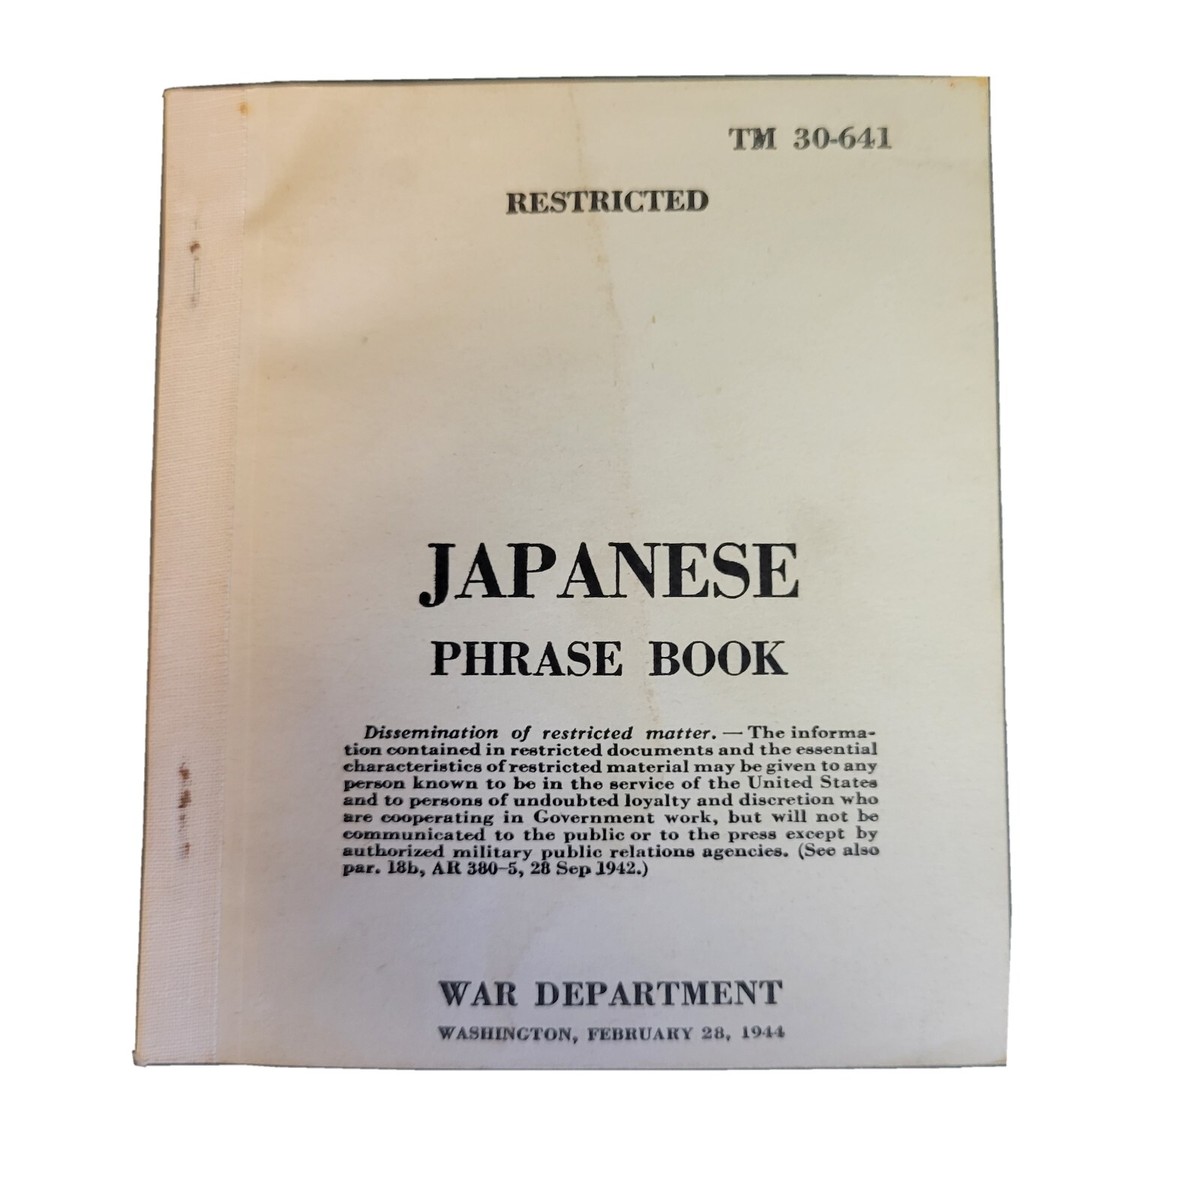 TM 30-641
RESTRICTED
JAPANESE
PHRASE BOOK
Dissemination of restricted matter. — The informa-
tion contained in restricted documents and the essential
characteristics of restricted material may be given to any
person known to be in the service of the United States
and to persons of undoubted loyalty and discretion who
are cooperating in Government work, but will not be
communicated to the public or to the press except by
authorized military public relations agencies. (See also
par. 18b, AR 380-5, 28 Sep 1942.)
WAR DEPARTMENT
WASHINGTON, FEBRUARY 28, 1944